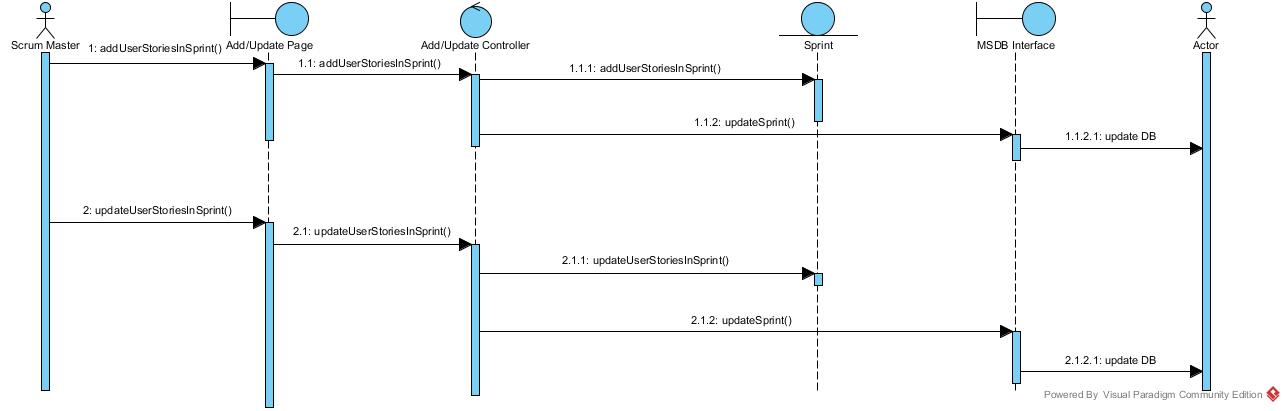 Scrum Master
Add/Update Page
Add/Update Controller
Sprint
MSDB Interface
Actor
1: addUserStoriesInSprint()
1.1: addUserStoriesInSprint()
1.1.1: addUserStoriesInSprint()
1.1.2: updateSprint()
1.1.2.1: update DB
2: updateUserStoriesInSprint()
2.1: updateUserStoriesInSprint()
2.1.1: updateUserStoriesInSprint()
2.1.2: updateSprint()
2.1.2.1: update DB
Powered By Visual Paradigm Community Edition